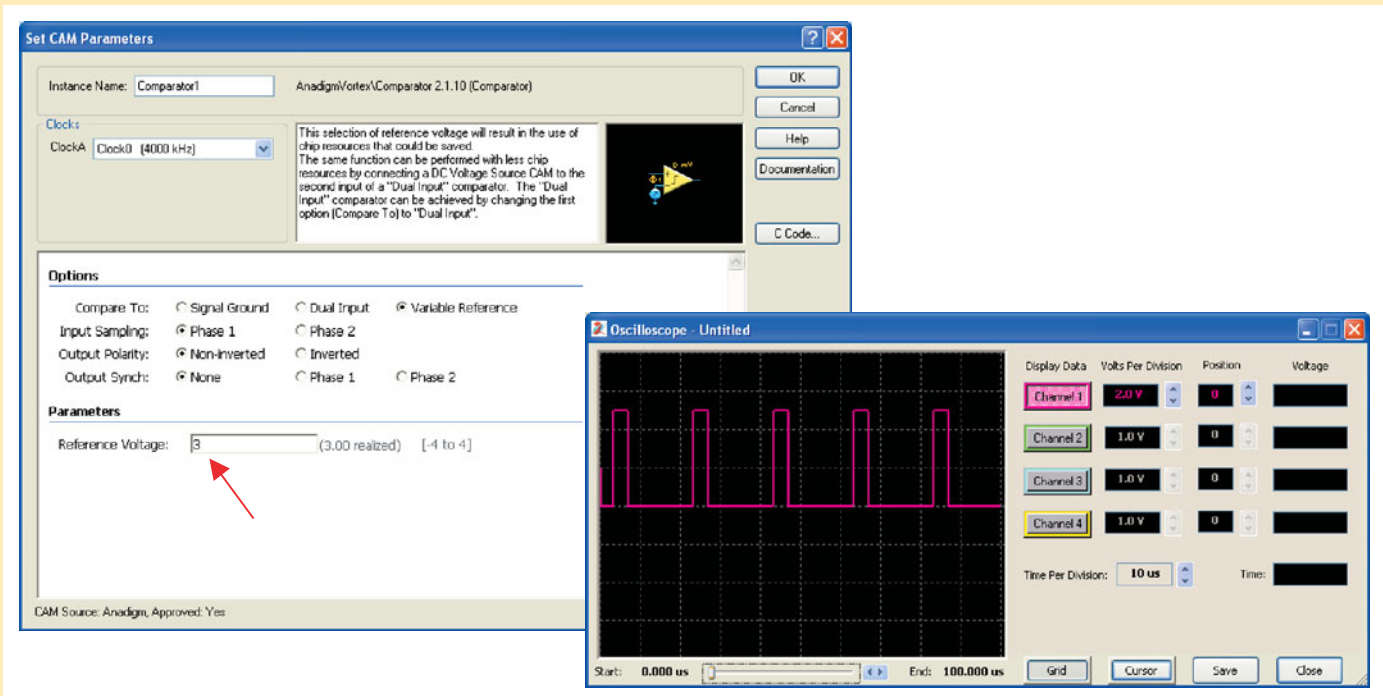 Set CAM Parameters
Instance Name: Comparator1
AnadigmVortex\Comparator 2.1.10 (Comparator)
OK
Cancel
Help
Documentation
C Code...
Clocks
ClockA Clock0 (4000 kHz)
This selection of reference voltage will result in the use of
chip resources that could be saved.
The same function can be performed with less chip
resources by connecting a DC Voltage Source CAM to the
second input of a "Dual Input" comparator. The "Dual
Input" comparator can be achieved by changing the first
option (Compare To) to "Dual Input".
0 mV
Options
Compare To: Signal Ground Dual Input Variable Reference
Input Sampling: Phase 1 Phase 2
Output Polarity: Non-inverted Inverted
Output Synch: None Phase 1 Phase 2
Parameters
Reference Voltage: 3 (3.00 realized) [-4 to 4]
CAM Source: Anadigm, Approved: Yes
Oscilloscope - Untitled
Display Data Volts Per Division Position Voltage
Channel 1 2.0 V 0
Channel 2 1.0 V 0
Channel 3 1.0 V 0
Channel 4 1.0 V 0
Time Per Division: 10 us Time:
Start: 0.000 us End: 100.000 us
Grid Cursor Save Close